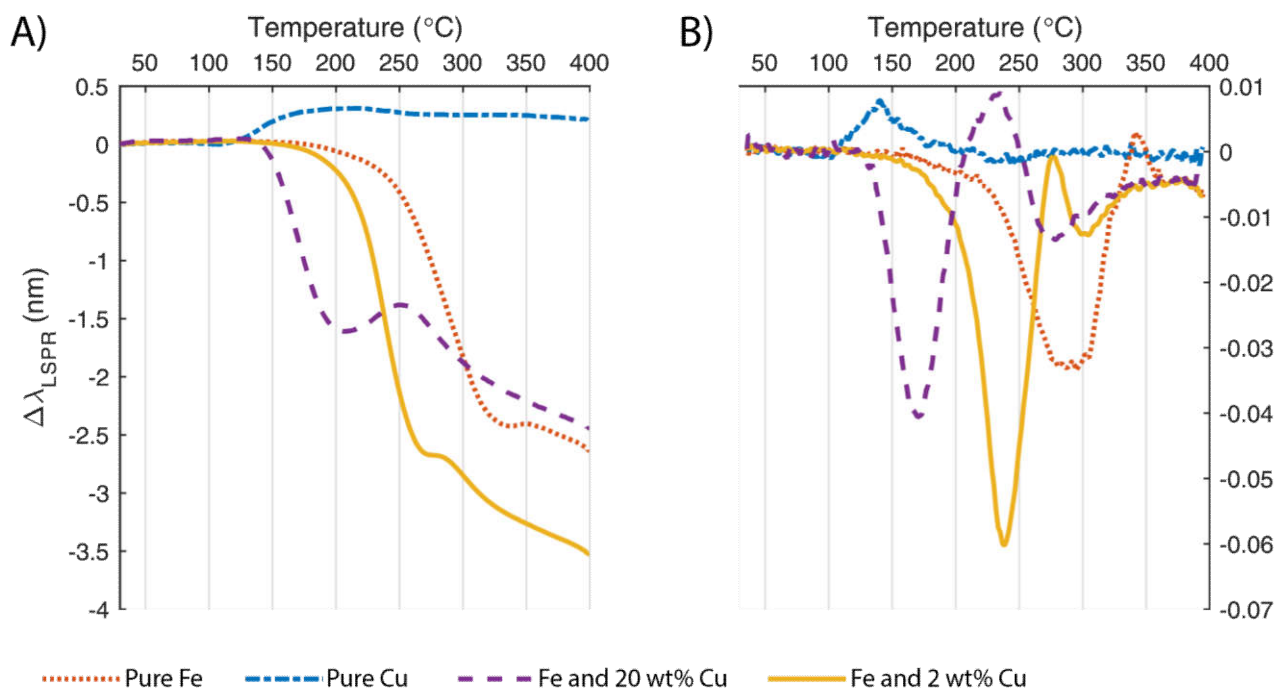 A)
Temperature (°C)
50 100 150 200 250 300 350 400
0.5
0
-0.5
-1
-1.5
-2
-2.5
-3
-3.5
-4
Δλ LSPR (nm)
B)
Temperature (°C)
50 100 150 200 250 300 350 400
0.01
0
-0.01
-0.02
-0.03
-0.04
-0.05
-0.06
-0.07
Pure Fe Pure Cu Fe and 20 wt% Cu Fe and 2 wt% Cu